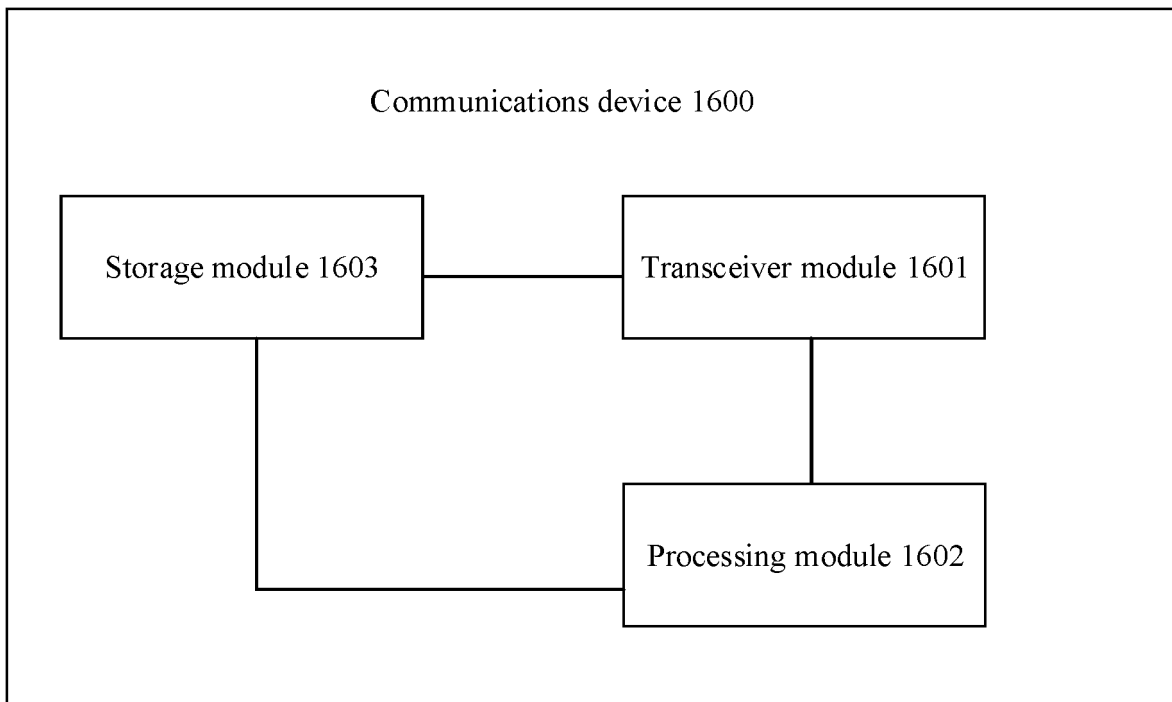 Communications device 1600
Storage module 1603
Transceiver module 1601
Processing module 1602